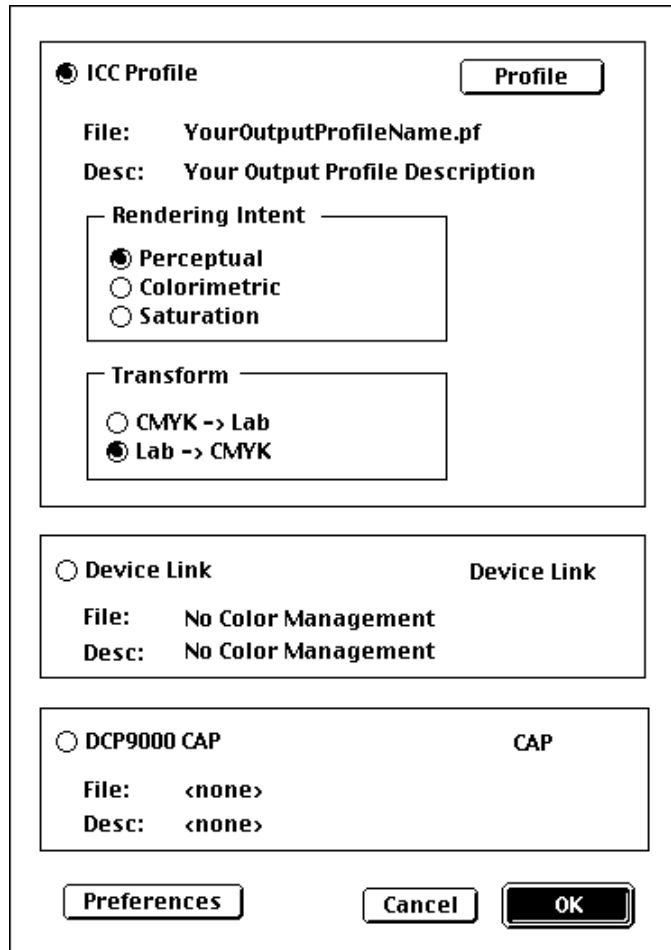 ICC Profile Profile
File: YourOutputProfileName.pf
Desc: Your Output Profile Description
Rendering Intent
Perceptual
Colorimetric
Saturation
Transform
CMYK -> Lab
Lab -> CMYK
Device Link Device Link
File: No Color Management
Desc: No Color Management
DCP9000 CAP CAP
File: <none>
Desc: <none>
Preferences Cancel OK